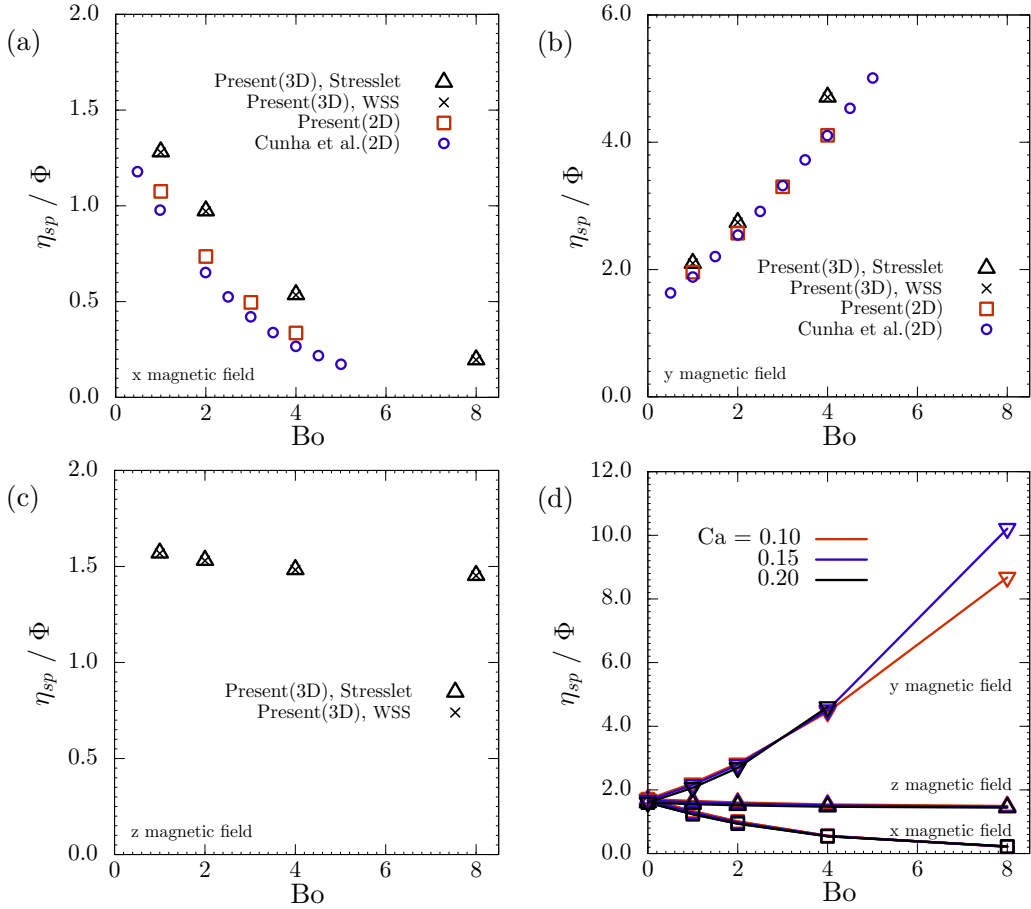 (a)
2.0
1.5
1.0
0.5
0.0
η_sp / Φ
Present(3D), Stresslet
Present(3D), WSS
Present(2D)
Cunha et al.(2D)
x magnetic field
0 2 4 6 8
Bo
(b)
6.0
4.0
2.0
0.0
η_sp / Φ
Present(3D), Stresslet
Present(3D), WSS
Present(2D)
Cunha et al.(2D)
y magnetic field
0 2 4 6 8
Bo
(c)
2.0
1.5
1.0
0.5
0.0
η_sp / Φ
Present(3D), Stresslet
Present(3D), WSS
z magnetic field
0 2 4 6 8
Bo
(d)
12.0
10.0
8.0
6.0
4.0
2.0
0.0
η_sp / Φ
Ca = 0.10
0.15
0.20
y magnetic field
z magnetic field
x magnetic field
0 2 4 6 8
Bo